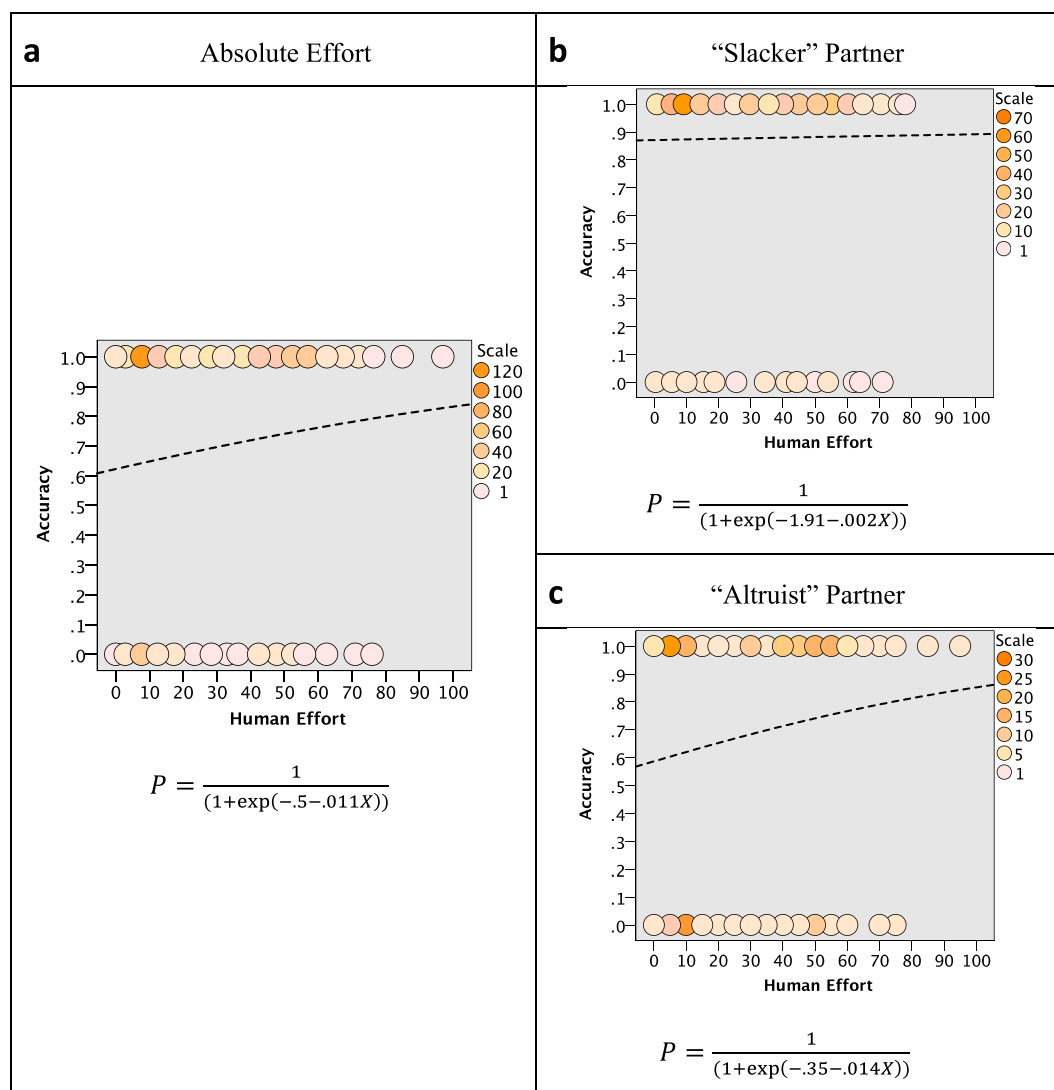 a
Absolute Effort
1.0
.9
.8
.7
.6
.5
.4
.3
.2
.1
.0
Accuracy
0 10 20 30 40 50 60 70 80 90 100
Human Effort
Scale
120
100
80
60
40
20
1
P = 1 / (1+exp(−.5−.011X))
b
“Slacker” Partner
1.0
.9
.8
.7
.6
.5
.4
.3
.2
.1
.0
Accuracy
0 10 20 30 40 50 60 70 80 90 100
Human Effort
Scale
70
60
50
40
30
20
10
1
P = 1 / (1+exp(−1.91−.002X))
c
“Altruist” Partner
1.0
.9
.8
.7
.6
.5
.4
.3
.2
.1
.0
Accuracy
0 10 20 30 40 50 60 70 80 90 100
Human Effort
Scale
30
25
20
15
10
5
1
P = 1 / (1+exp(−.35−.014X))